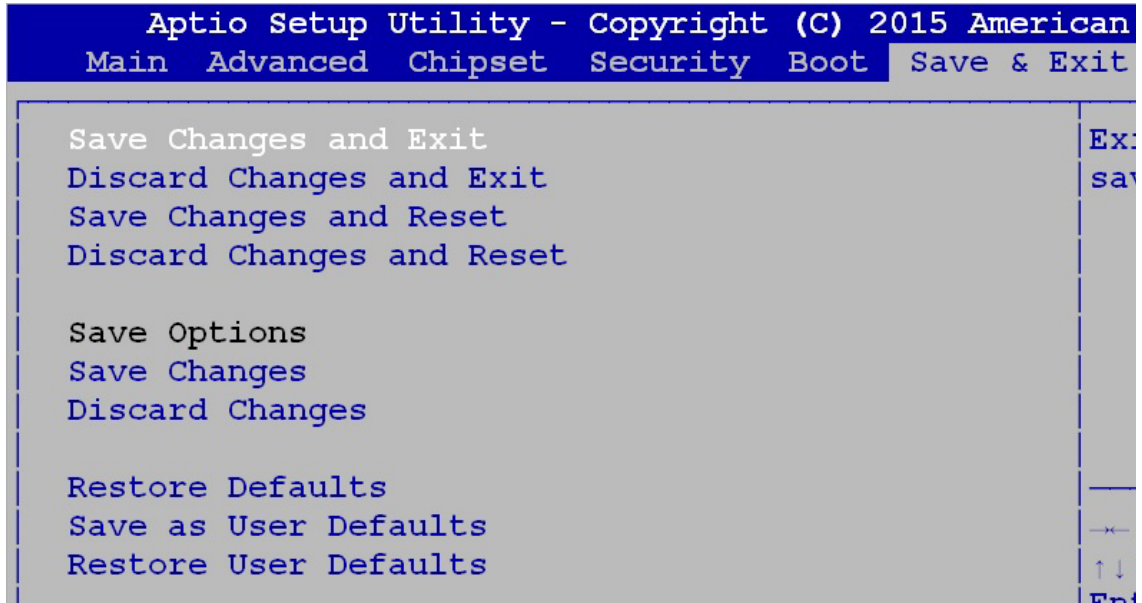 Aptio Setup Utility - Copyright (C) 2015 American
Main Advanced Chipset Security Boot Save & Exit
Save Changes and Exit
Discard Changes and Exit
Save Changes and Reset
Discard Changes and Reset
Save Options
Save Changes
Discard Changes
Restore Defaults
Save as User Defaults
Restore User Defaults